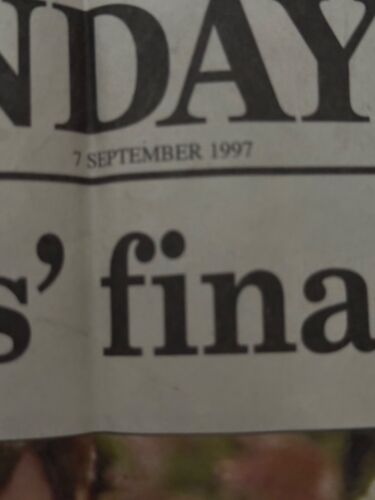 NDAY
7 SEPTEMBER 1997
s’ fina